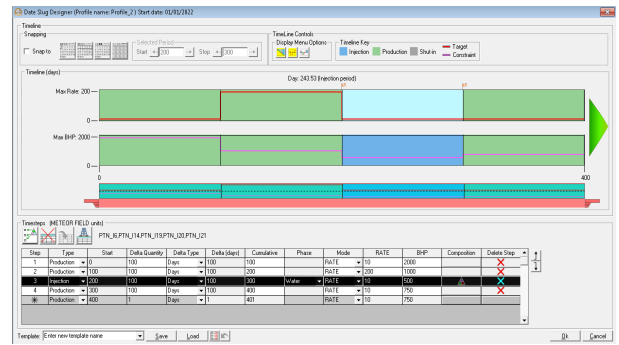 Date Slug Designer (Profile name: Profile_2 ) Start date: 01/01/2022
Timeline
Snapping
Snap to
Selected Period
Start 200 Stop 300
TimeLine Controls
Display Menu Options
Timeline Key
Injection Production Shut-in Target Constraint
Timeline (days)
Day: 243.53 (Injection period)
Max Rate: 200
0
Max BHP: 2000
0
0 400
Timesteps (METEOR FIELD units)
PTN_I6,PTN_I14,PTN_I19,PTN_I20,PTN_I21
Step Type Start Delta Quantity Delta Type Delta (days) Cumulative Phase Mode RATE BHP Composition Delete Step
1 Production 0 100 Days 100 100 RATE 10 2000
2 Production 100 100 Days 100 200 RATE 200 1000
3 Injection 200 100 Days 100 300 Water RATE 10 500
4 Production 300 100 Days 100 400 RATE 10 750
Production 400 1 Days 1 401 RATE 10 750
Template: Enter new template name Save Load Ok Cancel